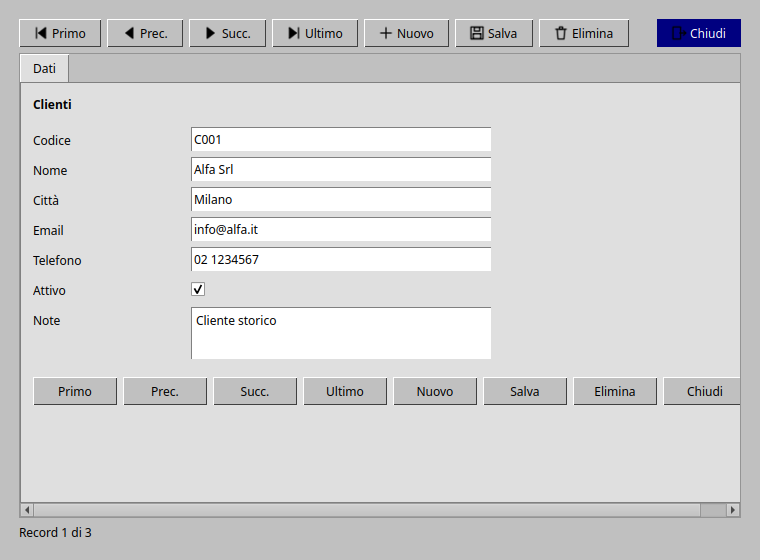 Primo Prec. Succ. Ultimo Nuovo Salva Elimina Chiudi
Dati
Clienti
Codice C001
Nome Alfa Srl
Città Milano
Email info@alfa.it
Telefono 02 1234567
Attivo
Note Cliente storico
Primo Prec. Succ. Ultimo Nuovo Salva Elimina Chiudi
Record 1 di 3